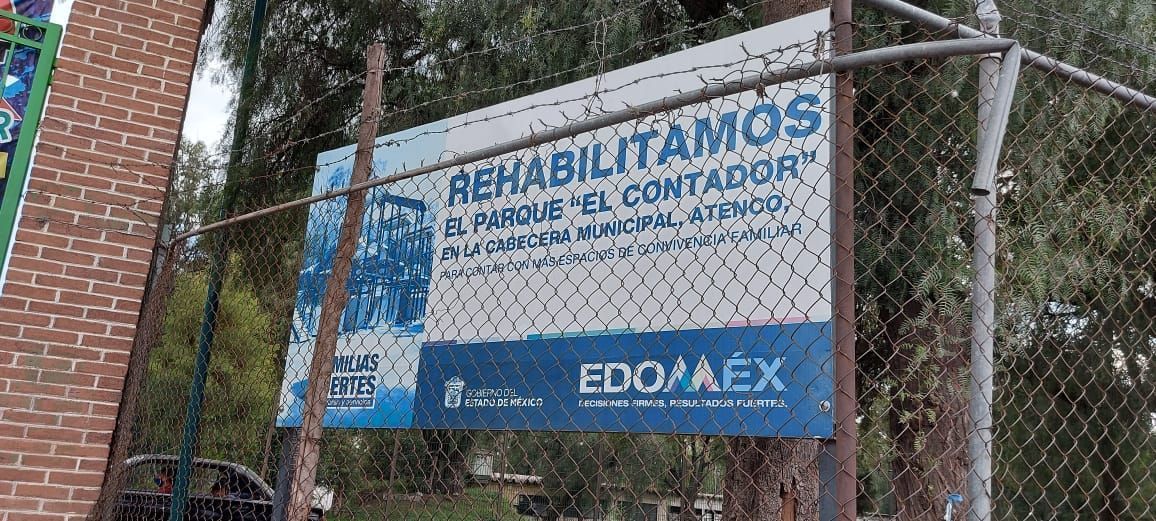 REHABILITAMOS
EL PARQUE "EL CONTADOR"
EN LA CABECERA MUNICIPAL, ATENCO,
PARA CONTAR CON MÁS ESPACIOS DE CONVIVENCIA FAMILIAR
MILIAS
ERTES
GOBIERNO DEL
ESTADO DE MÉXICO
EDOMÉX
DECISIONES FIRMES, RESULTADOS FUERTES.
R